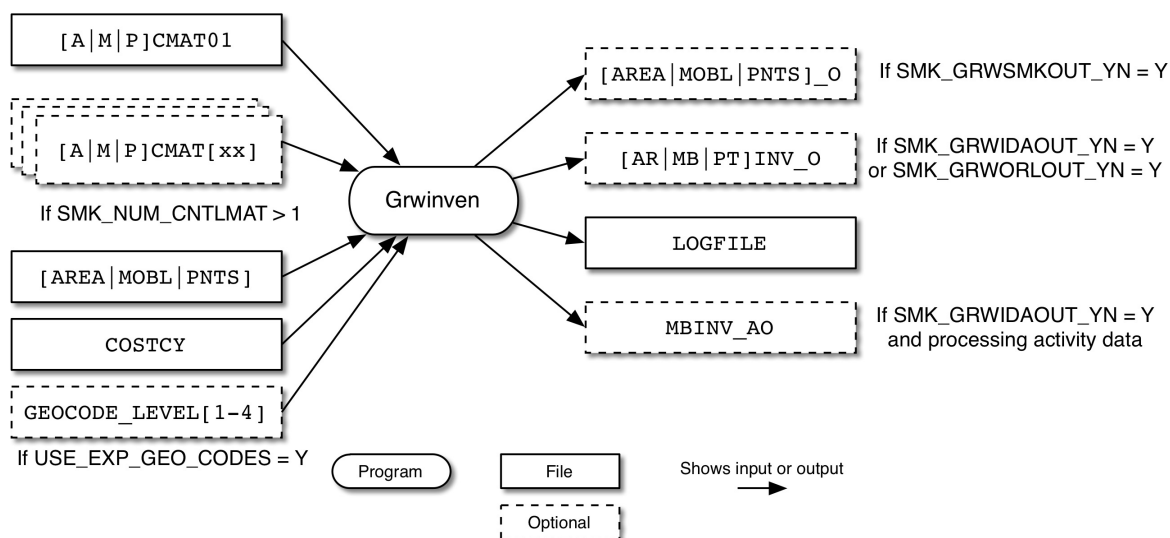 [A|M|P]CMAT01
[A|M|P]CMAT[xx]
If SMK_NUM_CNTLMAT > 1
[AREA|MOBL|PNTS]
COSTCY
GEOCODE_LEVEL[1-4]
If USE_EXP_GEO_CODES = Y
Grwinven
[AREA|MOBL|PNTS]_O
If SMK_GRWSMKOUT_YN = Y
[AR|MB|PT]INV_O
If SMK_GRWIDAOUT_YN = Y
or SMK_GRWORLOUT_YN = Y
LOGFILE
MBINV_AO
If SMK_GRWIDAOUT_YN = Y
and processing activity data
Program
File
Optional
Shows input or output